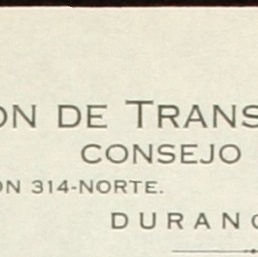 ON DE TRANS
CONSEJO
ON 314-NORTE.
DURANG